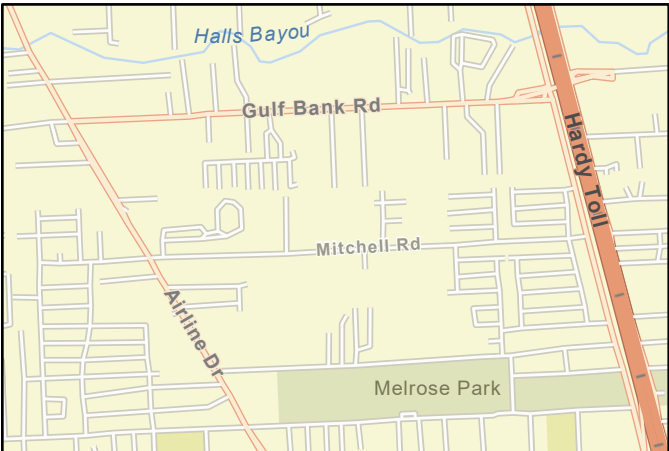 Halls Bayou
Gulf Bank Rd
Hardy Toll
Mitchell Rd
Airline Dr
Melrose Park